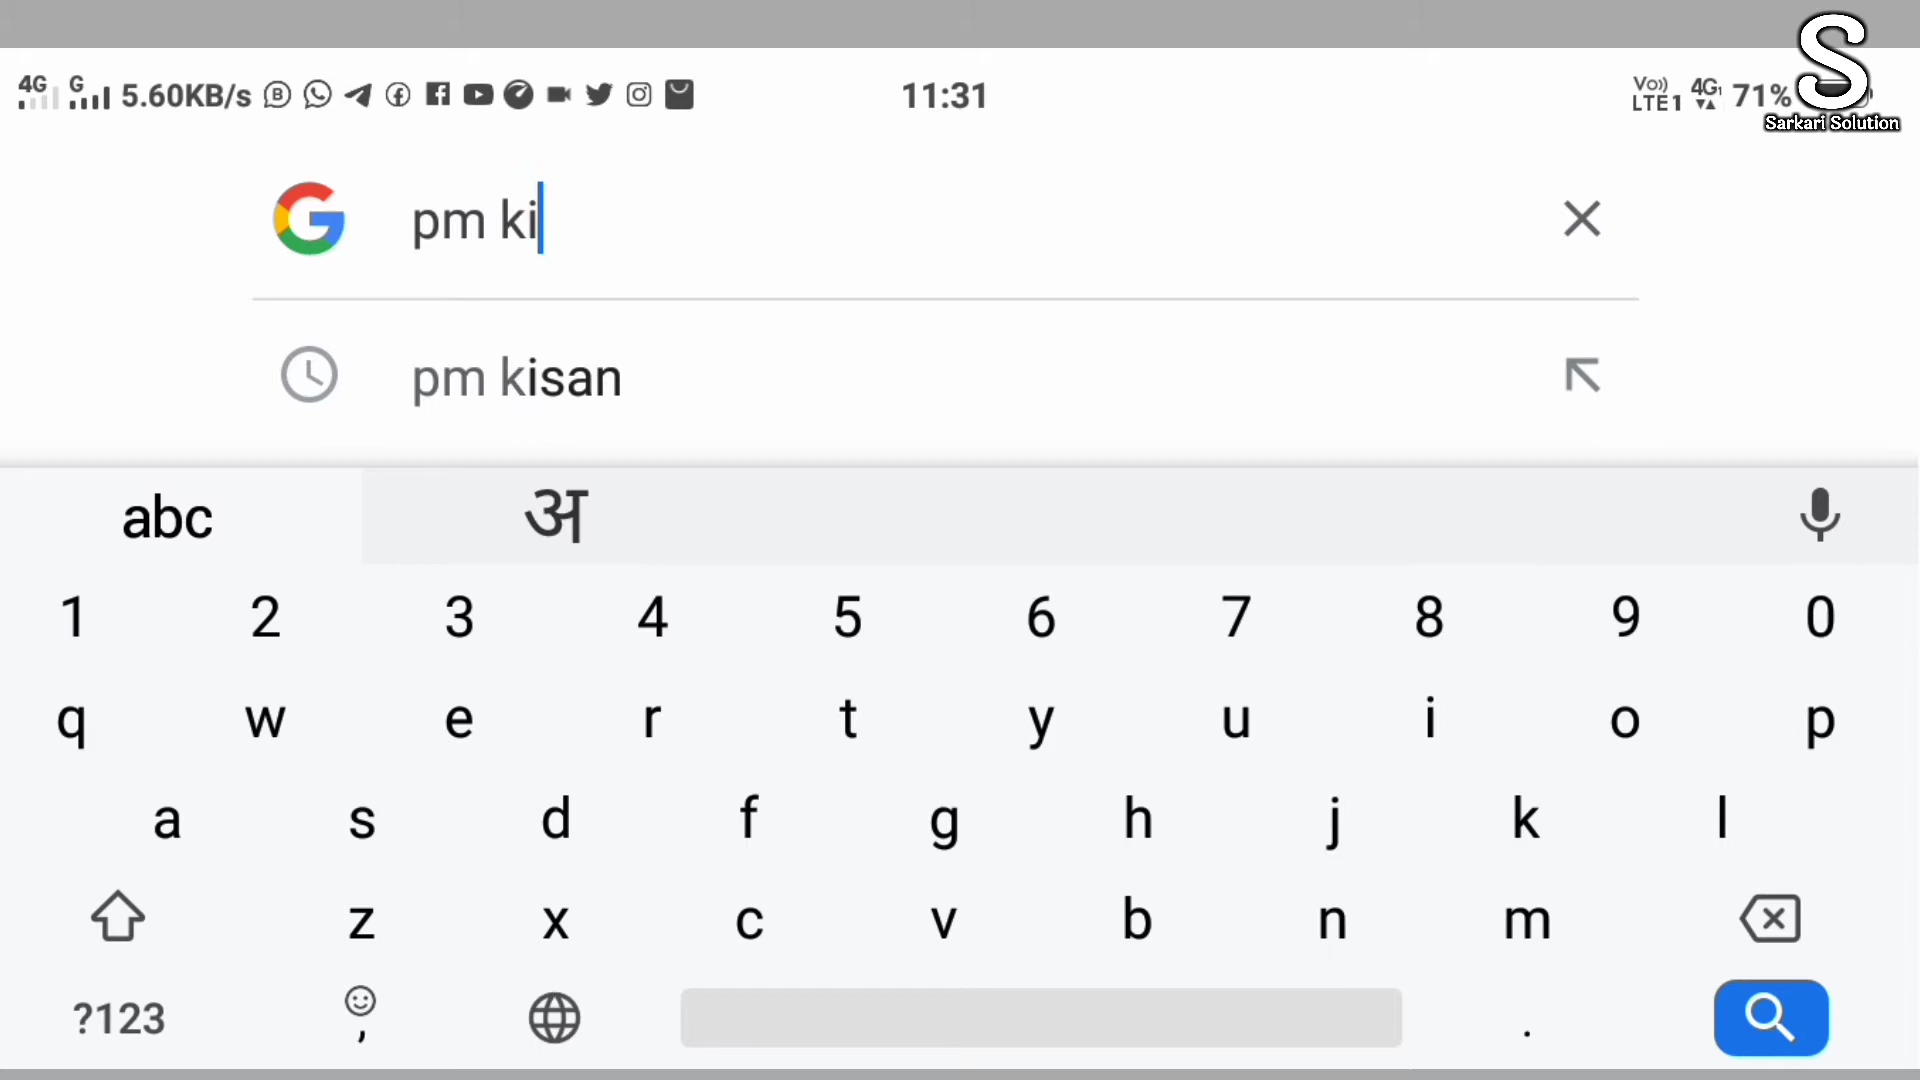 4G G 5.60KB/s 11:31 Vo)) LTE1 4G1 71%
S
Sarkari Solution
pm ki
pm kisan
abc अ
1 2 3 4 5 6 7 8 9 0
q w e r t y u i o p
a s d f g h j k l
z x c v b n m
?123 , .